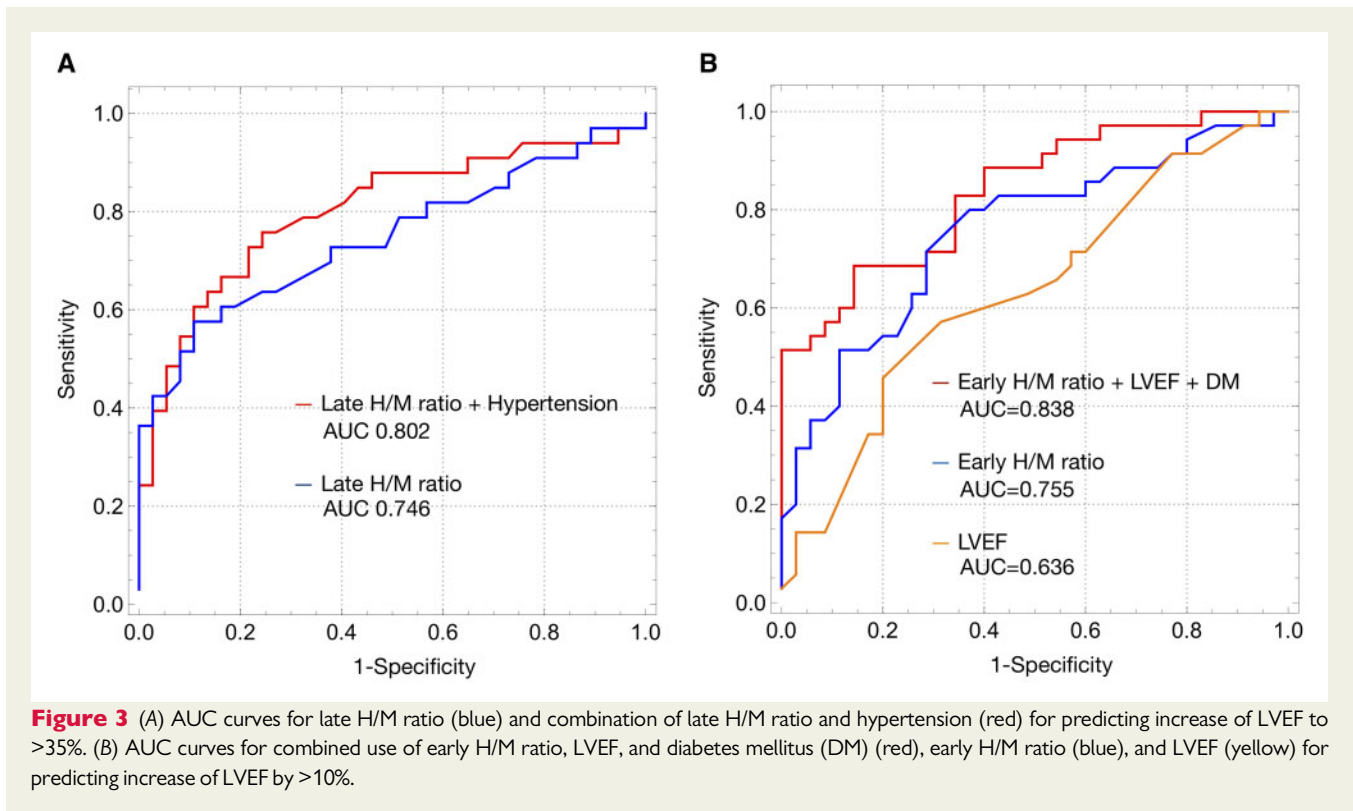 A
B
1.0
0.8
0.6
0.4
0.2
0.0
Sensitivity
Late H/M ratio + Hypertension
AUC 0.802
Late H/M ratio
AUC 0.746
0.0 0.2 0.4 0.6 0.8 1.0
1-Specificity
1.0
0.8
0.6
0.4
0.2
0.0
Sensitivity
Early H/M ratio + LVEF + DM
AUC=0.838
Early H/M ratio
AUC=0.755
LVEF
AUC=0.636
0.0 0.2 0.4 0.6 0.8 1.0
1-Specificity
Figure 3 (A) AUC curves for late H/M ratio (blue) and combination of late H/M ratio and hypertension (red) for predicting increase of LVEF to
>35%. (B) AUC curves for combined use of early H/M ratio, LVEF, and diabetes mellitus (DM) (red), early H/M ratio (blue), and LVEF (yellow) for
predicting increase of LVEF by >10%.